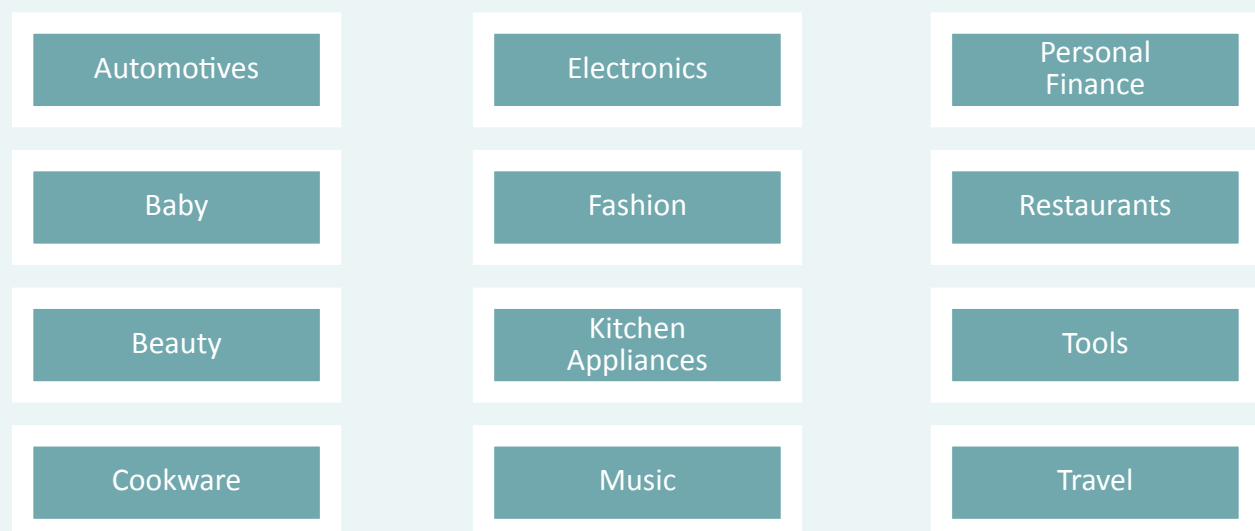 Automotives
Electronics
Personal
Finance
Baby
Fashion
Restaurants
Beauty
Kitchen
Appliances
Tools
Cookware
Music
Travel